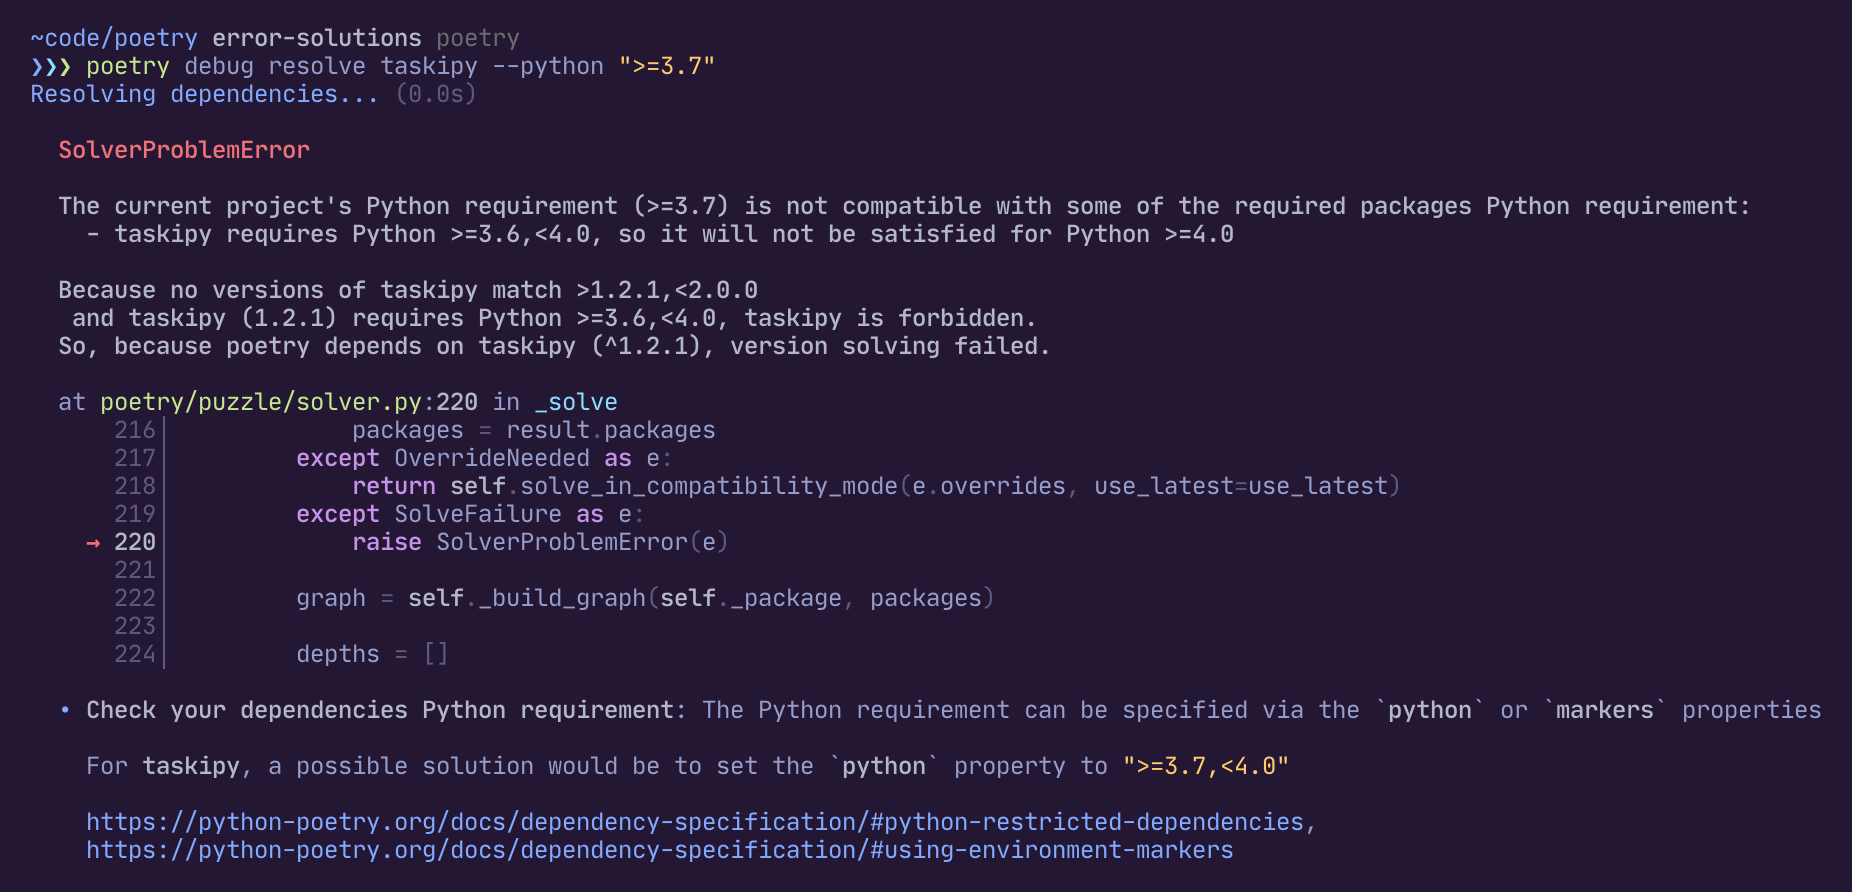 ~code/poetry error-solutions poetry
❯❯❯ poetry debug resolve taskipy --python ">=3.7"
Resolving dependencies... (0.0s)
SolverProblemError
The current project's Python requirement (>=3.7) is not compatible with some of the required packages Python requirement:
- taskipy requires Python >=3.6,<4.0, so it will not be satisfied for Python >=4.0
Because no versions of taskipy match >1.2.1,<2.0.0
and taskipy (1.2.1) requires Python >=3.6,<4.0, taskipy is forbidden.
So, because poetry depends on taskipy (^1.2.1), version solving failed.
at poetry/puzzle/solver.py:220 in _solve
216│ packages = result.packages
217│ except OverrideNeeded as e:
218│ return self.solve_in_compatibility_mode(e.overrides, use_latest=use_latest)
219│ except SolveFailure as e:
→ 220│ raise SolverProblemError(e)
221│
222│ graph = self._build_graph(self._package, packages)
223│
224│ depths = []
• Check your dependencies Python requirement: The Python requirement can be specified via the `python` or `markers` properties
For taskipy, a possible solution would be to set the `python` property to ">=3.7,<4.0"
https://python-poetry.org/docs/dependency-specification/#python-restricted-dependencies,
https://python-poetry.org/docs/dependency-specification/#using-environment-markers